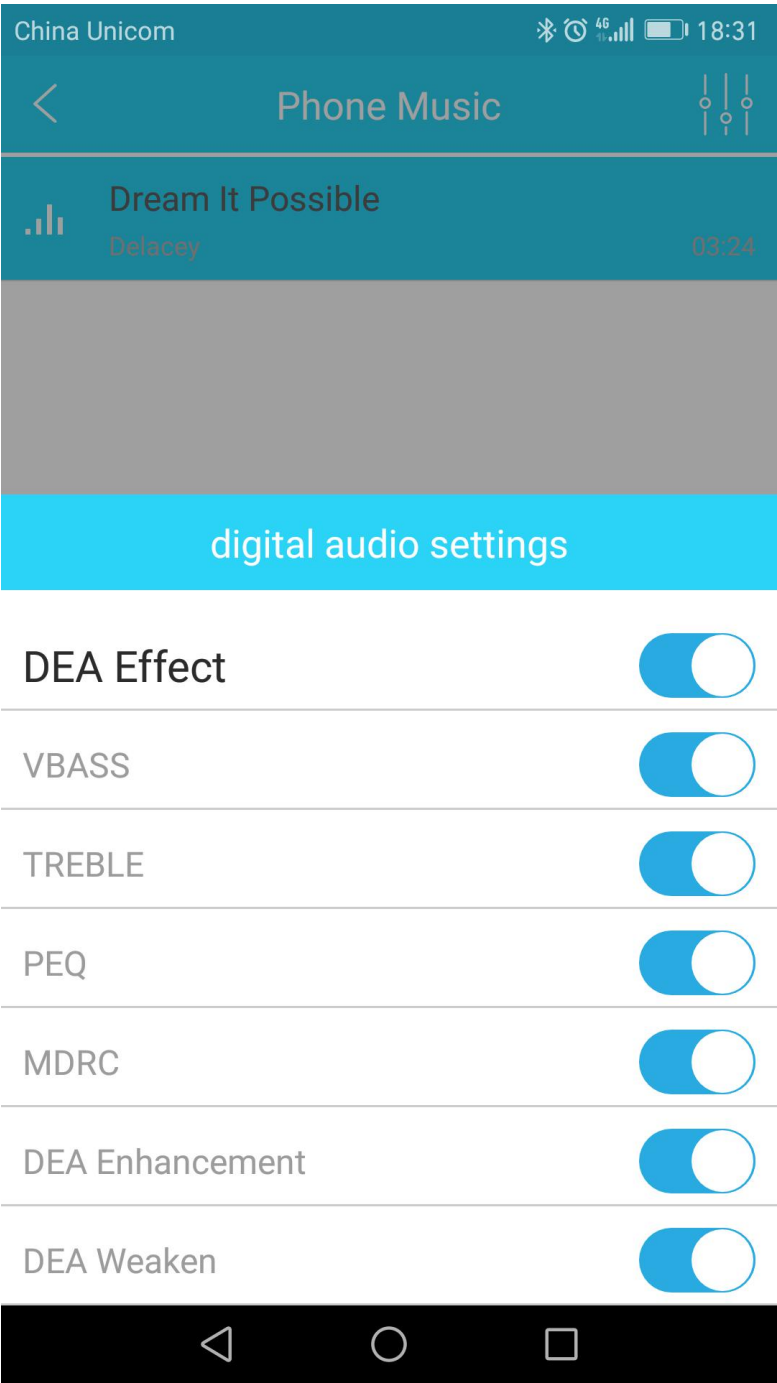 China Unicom 4G 18:31
Phone Music
Dream It Possible
Delacey 03:24
digital audio settings
DEA Effect
VBASS
TREBLE
PEQ
MDRC
DEA Enhancement
DEA Weaken